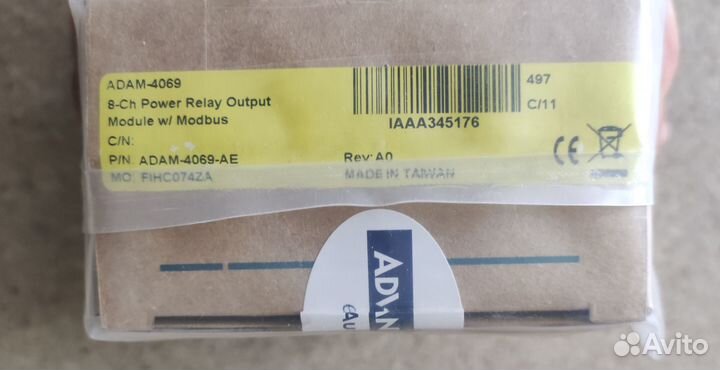 ADAM-4069
8-Ch Power Relay Output
Module w/ Modbus
C/N:
P/N: ADAM-4069-AE
MO: FIHC074ZA
497
C/11
IAAA345176
Rev:A0
MADE IN TAIWAN
CE
ADVAN
eAU
Avito